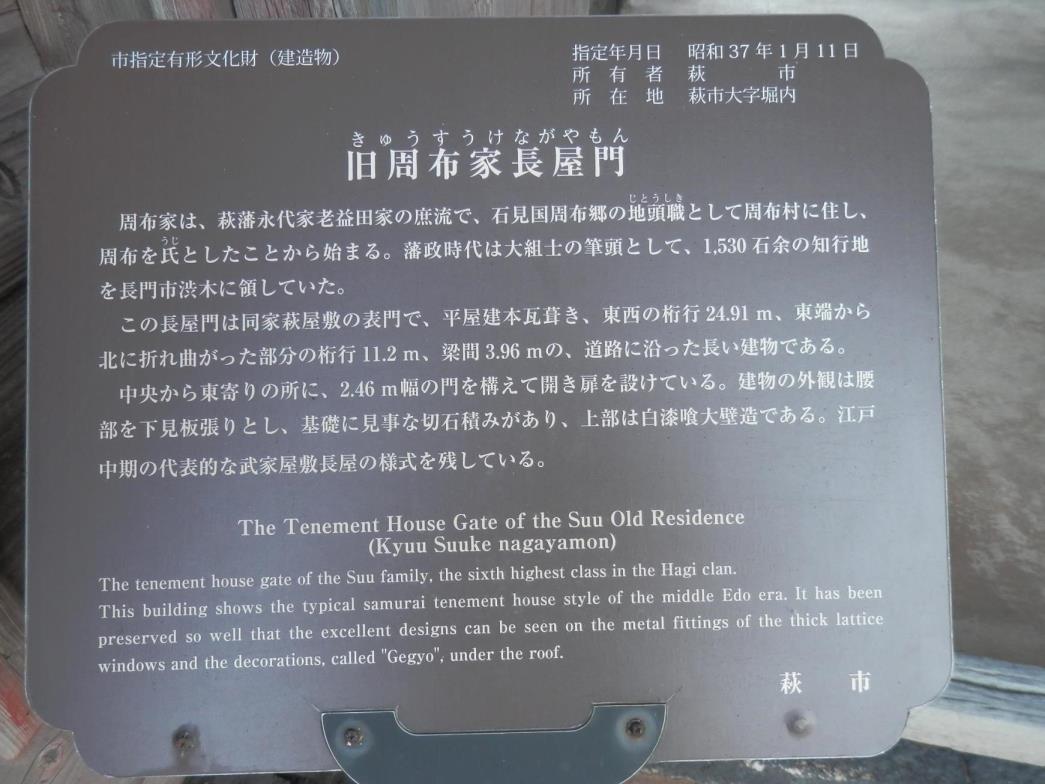 市指定有形文化財（建造物）
指定年月日 昭和37年1月11日
所有者 萩市
所在地 萩市大字堀内
きゅうすうけながやもん
旧周布家長屋門
じとうしき
周布家は、萩藩永代家老益田家の庶流で、石見国周布郷の地頭職として周布村に住し、
うじ
周布を氏としたことから始まる。藩政時代は大組士の筆頭として、1,530石余の知行地
を長門市渋木に領していた。
この長屋門は同家萩屋敷の表門で、平屋建本瓦葺き、東西の桁行24.91 m、東端から
北に折れ曲がった部分の桁行11.2 m、梁間3.96 mの、道路に沿った長い建物である。
中央から東寄りの所に、2.46 m幅の門を構えて開き扉を設けている。建物の外観は腰
部を下見板張りとし、基礎に見事な切石積みがあり、上部は白漆喰大壁造である。江戸
中期の代表的な武家屋敷長屋の様式を残している。
The Tenement House Gate of the Suu Old Residence
(Kyuu Suuke nagayamon)
The tenement house gate of the Suu family, the sixth highest class in the Hagi clan.
This building shows the typical samurai tenement house style of the middle Edo era. It has been
preserved so well that the excellent designs can be seen on the metal fittings of the thick lattice
windows and the decorations, called "Gegyo", under the roof.
萩市